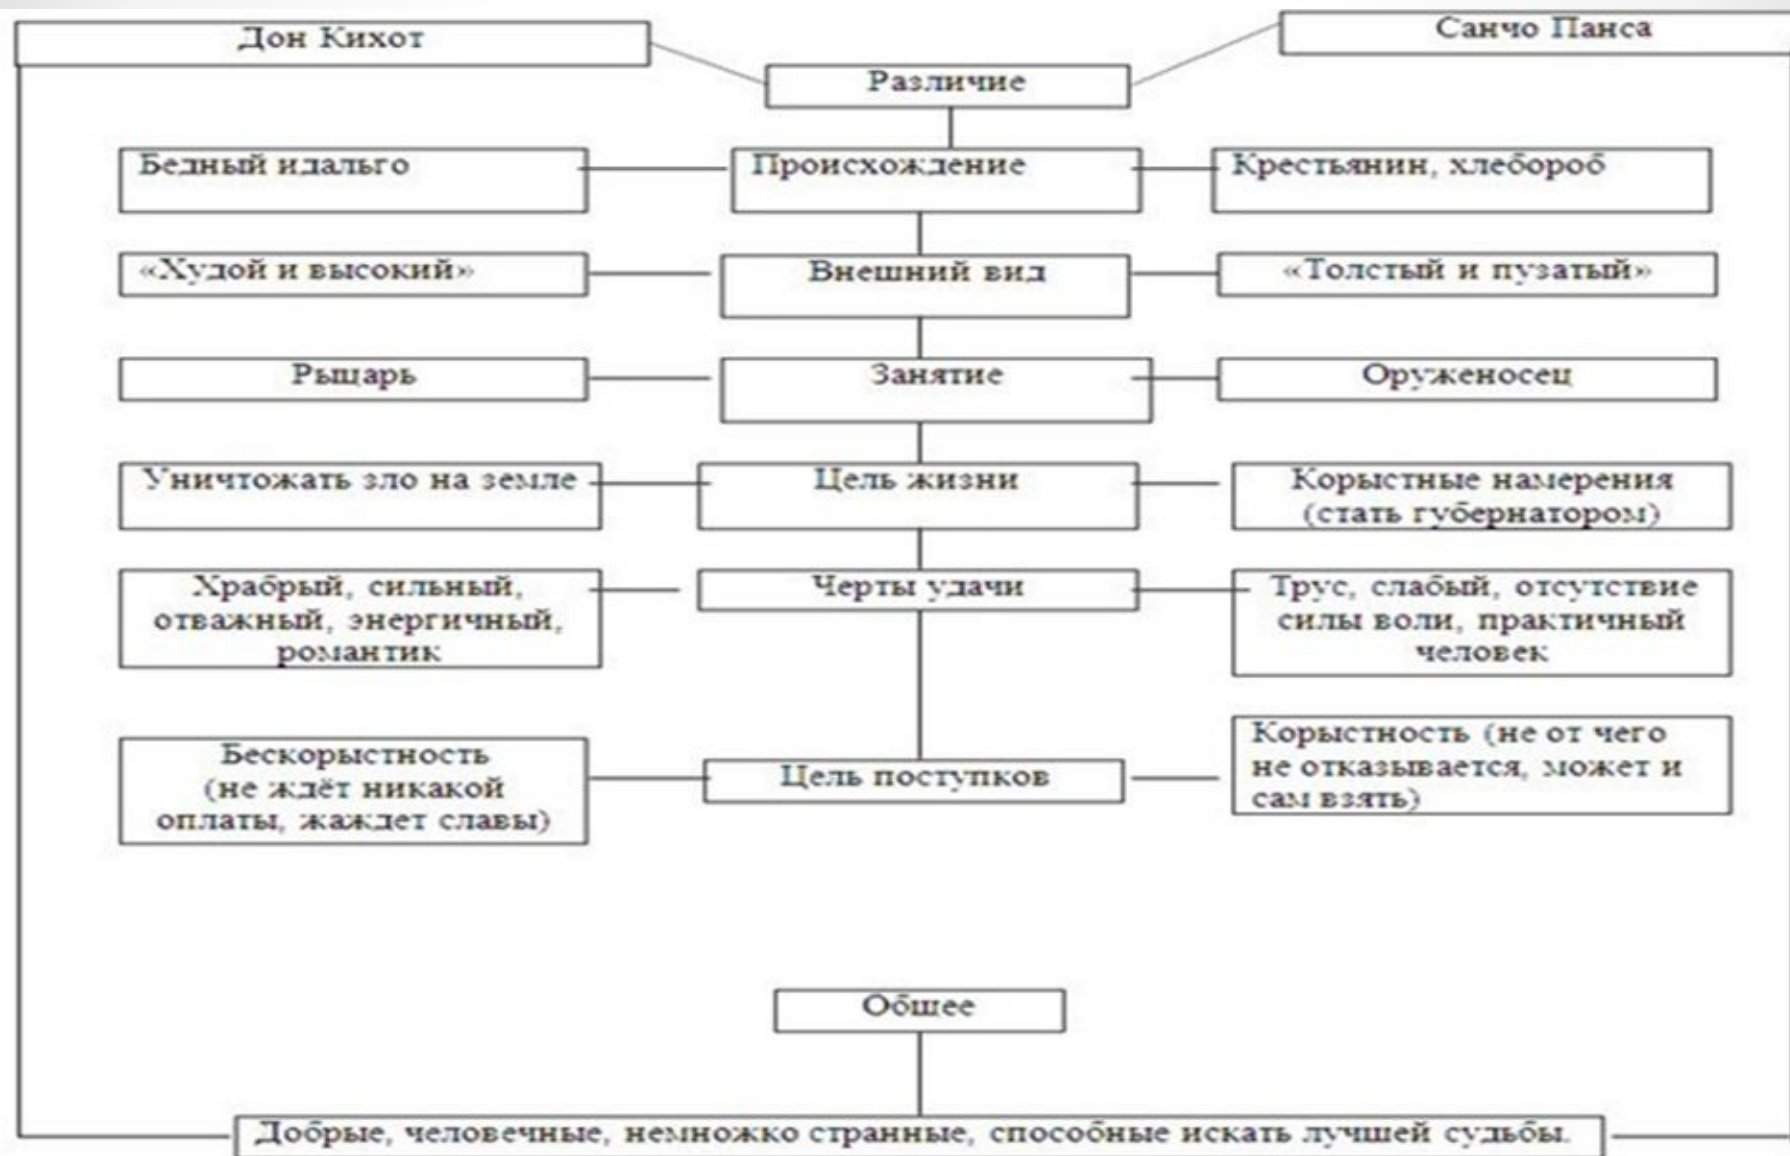 Дон Кихот
Санчо Панса
Различие
Бедный идальго
Происхождение
Крестьянин, хлебороб
«Худой и высокий»
Внешний вид
«Толстый и пузатый»
Рыцарь
Занятие
Оруженосец
Уничтожать зло на земле
Цель жизни
Корыстные намерения
(стать губернатором)
Храбрый, сильный,
отважный, энергичный,
романтик
Черты удачи
Трус, слабый, отсутствие
силы воли, практичный
человек
Бескорыстность
(не ждёт никакой
оплаты, жаждет славы)
Цель поступков
Корыстность (не от чего
не отказывается, может и
сам взять)
Общее
Добрые, человечные, немножко странные, способные искать лучшей судьбы.